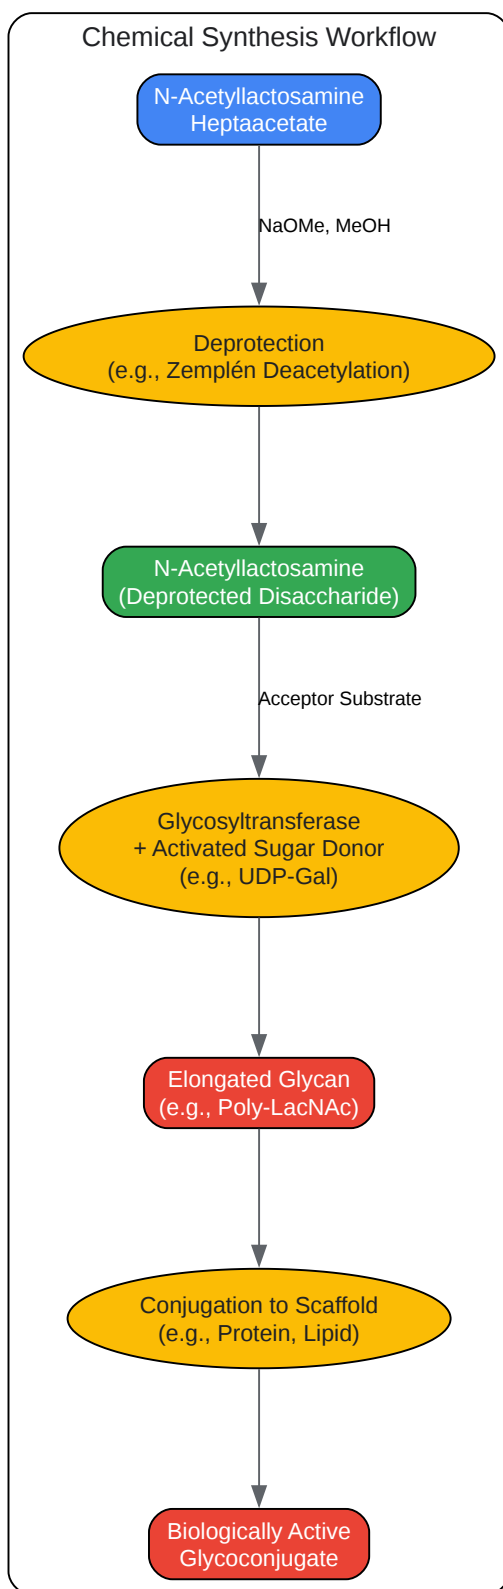 Chemical Synthesis Workflow
N-Acetyllactosamine
Heptaacetate
NaOMe, MeOH
Deprotection
(e.g., Zemplén Deacetylation)
N-Acetyllactosamine
(Deprotected Disaccharide)
Acceptor Substrate
Glycosyltransferase
+ Activated Sugar Donor
(e.g., UDP-Gal)
Elongated Glycan
(e.g., Poly-LacNAc)
Conjugation to Scaffold
(e.g., Protein, Lipid)
Biologically Active
Glycoconjugate